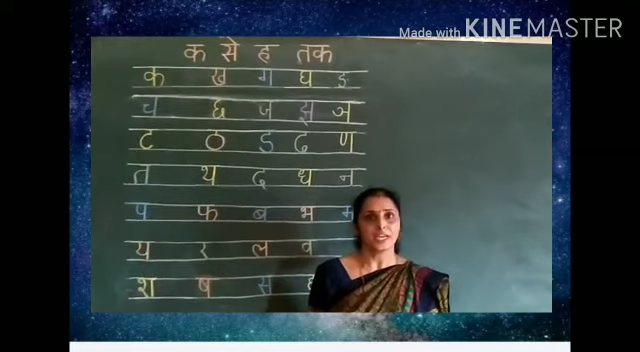 Made with KINEMASTER
क से ह तक
क ख ग घ ङ
च छ ज झ ञ
ट ठ ड ढ ण
त थ द ध न
प फ ब भ म
य र ल व
श ष स ह